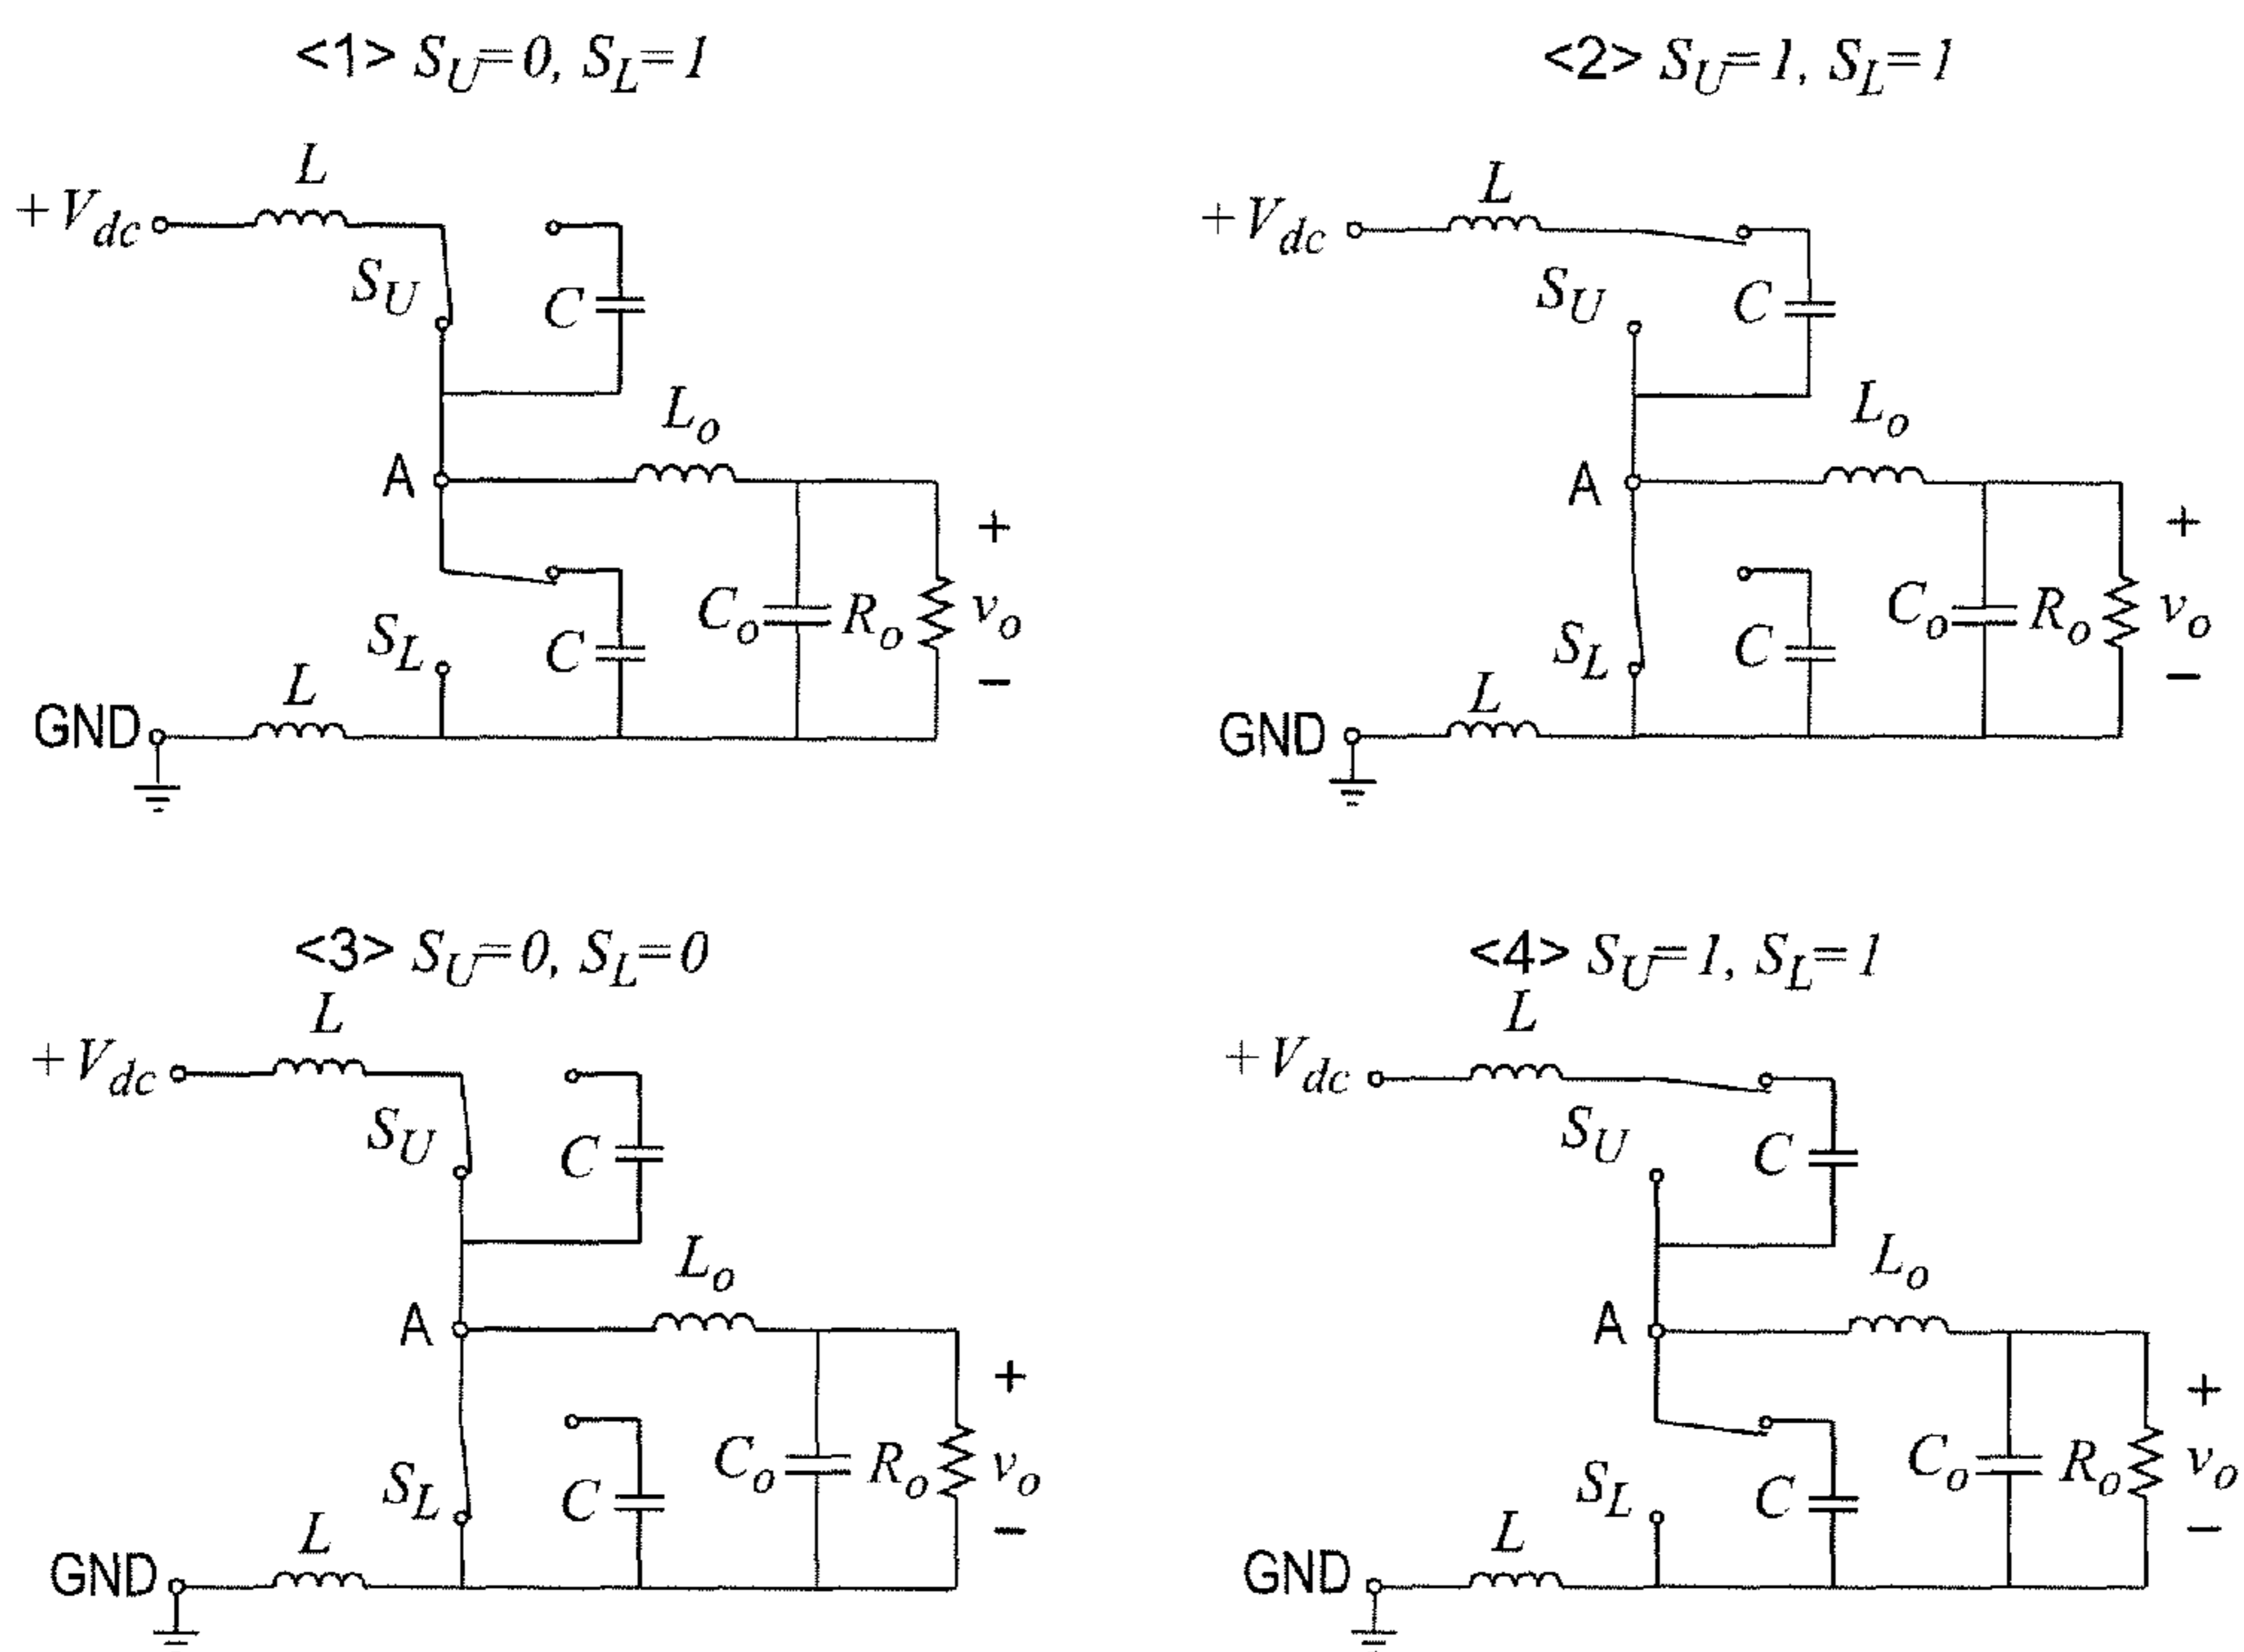 <1> S_U=0, S_L=1
L
+V_dc
S_U
C
L_o
A
S_L
C
C_o
R_o
+
v_o
−
L
GND
<2> S_U=1, S_L=1
L
+V_dc
S_U
C
L_o
A
S_L
C
C_o
R_o
+
v_o
−
L
GND
<3> S_U=0, S_L=0
L
+V_dc
S_U
C
L_o
A
S_L
C
C_o
R_o
+
v_o
−
L
GND
<4> S_U=1, S_L=1
L
+V_dc
S_U
C
L_o
A
S_L
C
C_o
R_o
+
v_o
−
L
GND